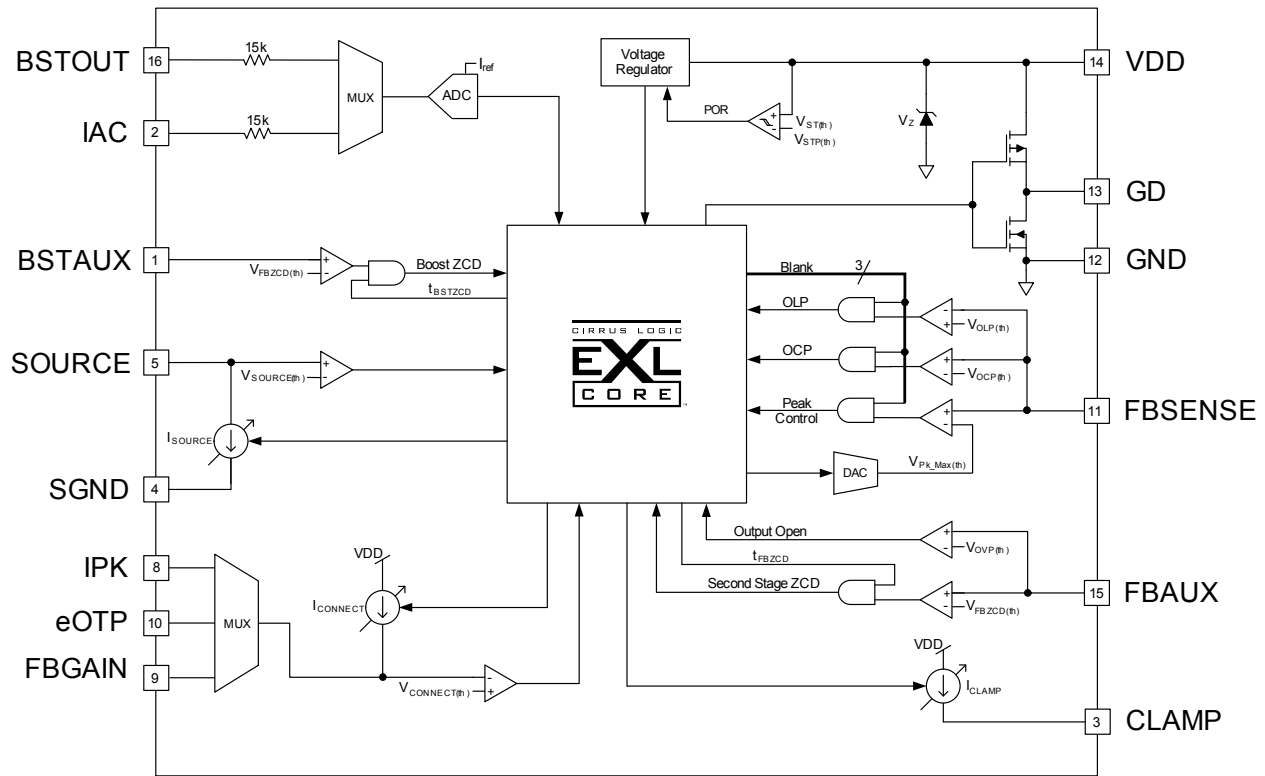 BSTOUT
16
15k
IAC
2
15k
MUX
ADC
Iref
Voltage
Regulator
POR
VST(th)
VSTP(th)
VZ
14
VDD
13
GD
12
GND
BSTAUX
1
VFBZCD(th)
+
-
Boost ZCD
tBSTZCD
SOURCE
5
VSOURCE(th)
+
-
ISOURCE
SGND
4
CIRRUS LOGIC
EXL
CORE
™
Blank
3
OLP
-
+
VOLP(th)
OCP
+
-
VOCP(th)
Peak
Control
+
-
11
FBSENSE
DAC
VPk_Max(th)
Output Open
+
-
VOVP(th)
tFBZCD
Second Stage ZCD
+
-
VFBZCD(th)
15
FBAUX
IPK
8
eOTP
10
FBGAIN
9
MUX
VDD
ICONNECT
VCONNECT(th)
-
+
VDD
ICLAMP
3
CLAMP